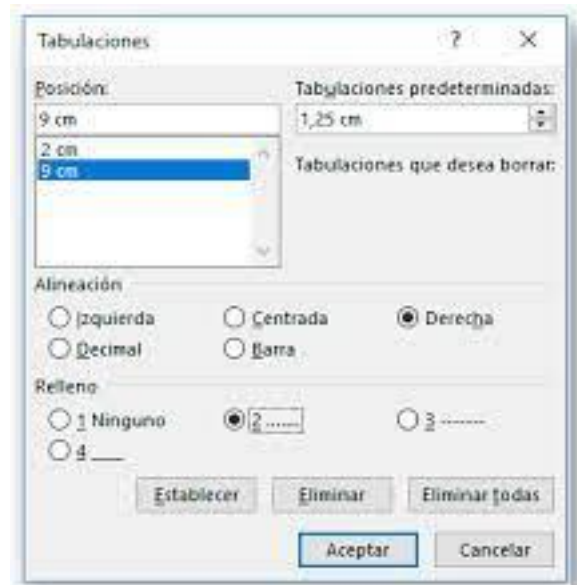 Tabulaciones ? ×
Posición: Tabulaciones predeterminadas:
9 cm 1,25 cm
2 cm
9 cm
Tabulaciones que desea borrar:
Alineación
Izquierda Centrada Derecha
Decimal Barra
Relleno
1 Ninguno 2 ...... 3 -------
4 ___
Establecer Eliminar Eliminar todas
Aceptar Cancelar